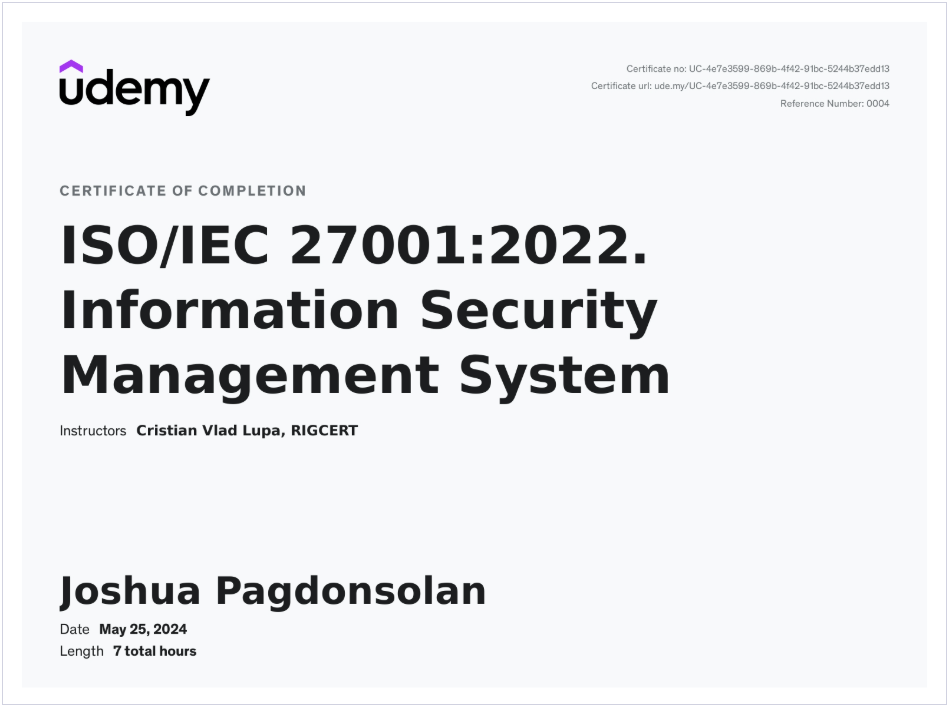 udemy
Certificate no: UC-4e7e3599-869b-4f42-91bc-5244b37edd13
Certificate url: ude.my/UC-4e7e3599-869b-4f42-91bc-5244b37edd13
Reference Number: 0004
CERTIFICATE OF COMPLETION
ISO/IEC 27001:2022.
Information Security
Management System
Instructors Cristian Vlad Lupa, RIGCERT
Joshua Pagdonsolan
Date May 25, 2024
Length 7 total hours